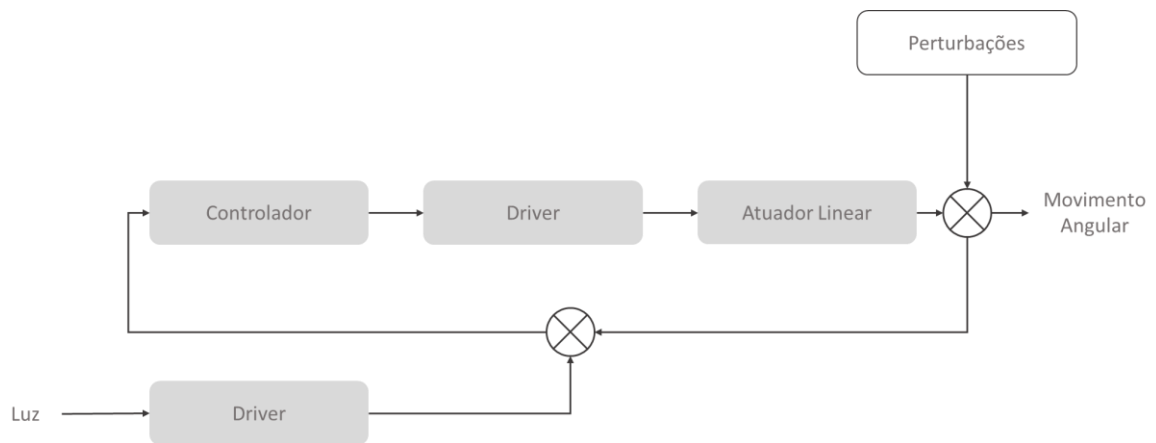 Perturbações
Controlador
Driver
Atuador Linear
Movimento
Angular
Luz
Driver